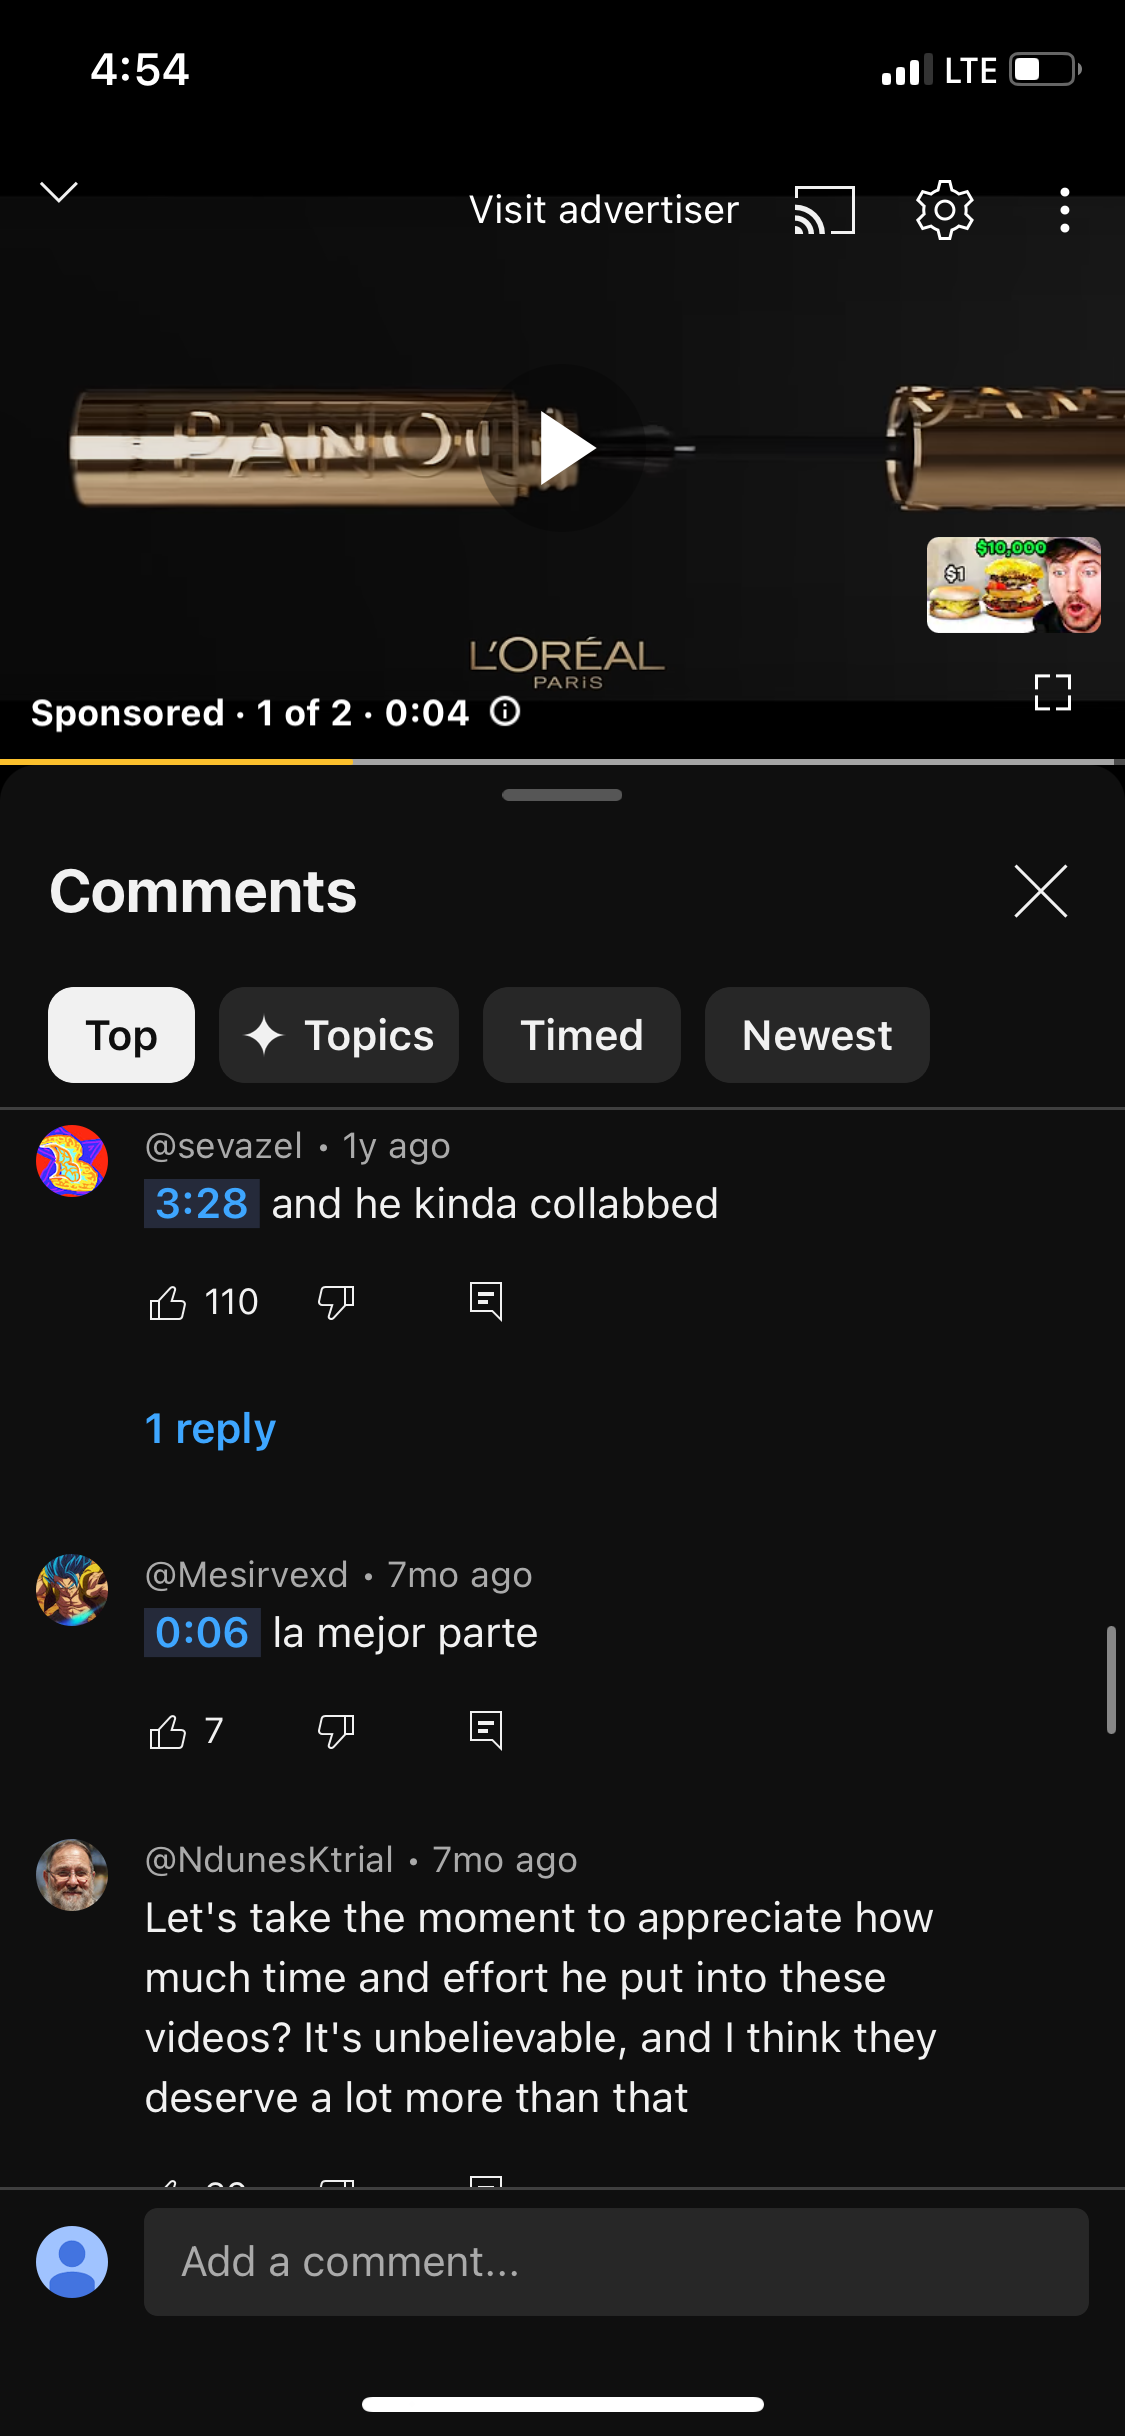 4:54
LTE
Visit advertiser
PANO
$10,000
$1
L'ORÉAL
PARIS
Sponsored · 1 of 2 · 0:04
Comments
Top
Topics
Timed
Newest
@sevazel · 1y ago
3:28 and he kinda collabbed
110
1 reply
@Mesirvexd · 7mo ago
0:06 la mejor parte
7
@NdunesKtrial · 7mo ago
Let's take the moment to appreciate how
much time and effort he put into these
videos? It's unbelievable, and I think they
deserve a lot more than that
Add a comment...